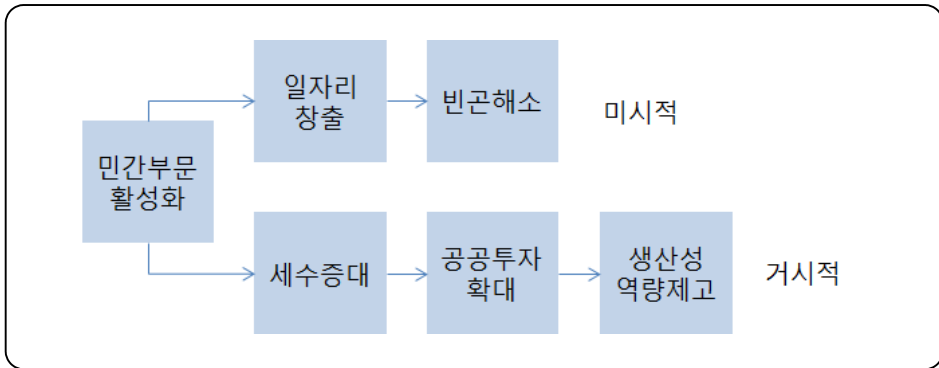 일자리
창출
빈곤해소
미시적
민간부문
활성화
세수증대
공공투자
확대
생산성
역량제고
거시적